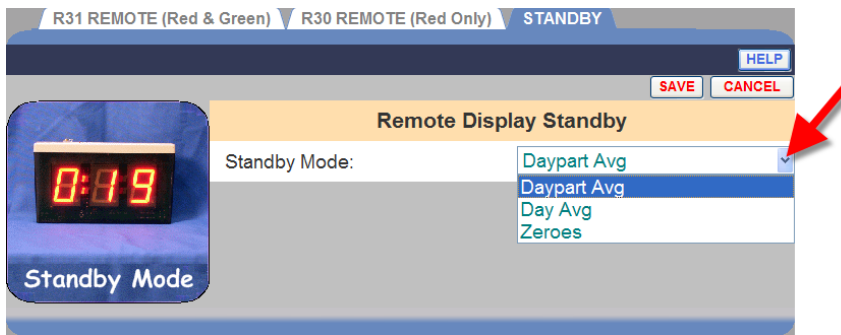 R31 REMOTE (Red & Green) R30 REMOTE (Red Only) STANDBY
HELP
SAVE CANCEL
Remote Display Standby
Standby Mode: Daypart Avg
Daypart Avg
Day Avg
Zeroes
0:19
Standby Mode